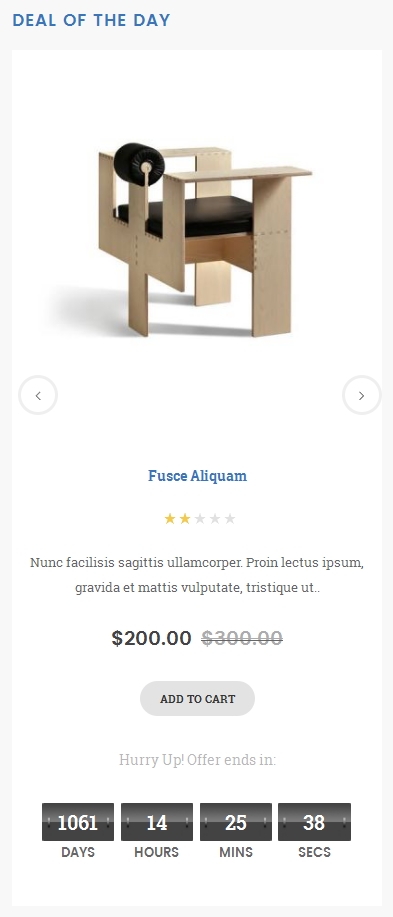 DEAL OF THE DAY
Fusce Aliquam
Nunc facilisis sagittis ullamcorper. Proin lectus ipsum,
gravida et mattis vulputate, tristique ut..
$200.00 $300.00
ADD TO CART
Hurry Up! Offer ends in:
1061 14 25 38
DAYS HOURS MINS SECS